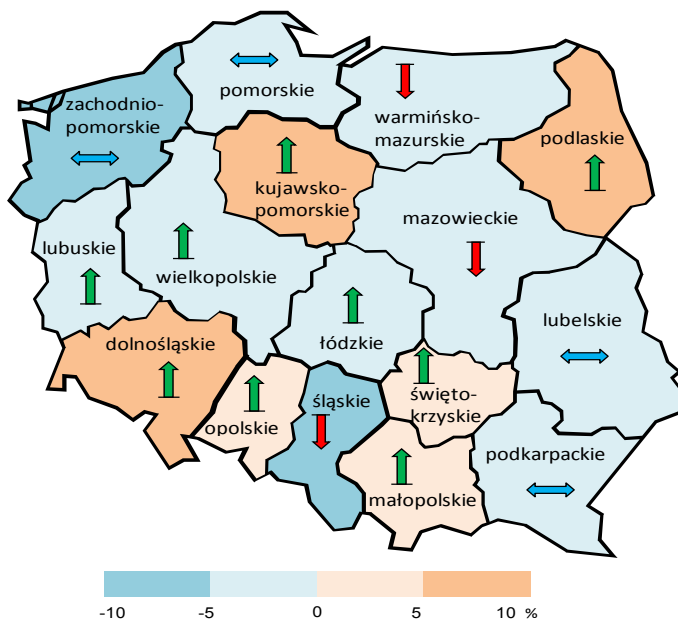 zachodnio-
pomorskie
pomorskie
warmińsko-
mazurskie
podlaskie
kujawsko-
pomorskie
mazowieckie
lubuskie
wielkopolskie
łódzkie
lubelskie
dolnośląskie
opolskie
śląskie
święto-
krzyskie
podkarpackie
małopolskie
-10 -5 0 5 10 %